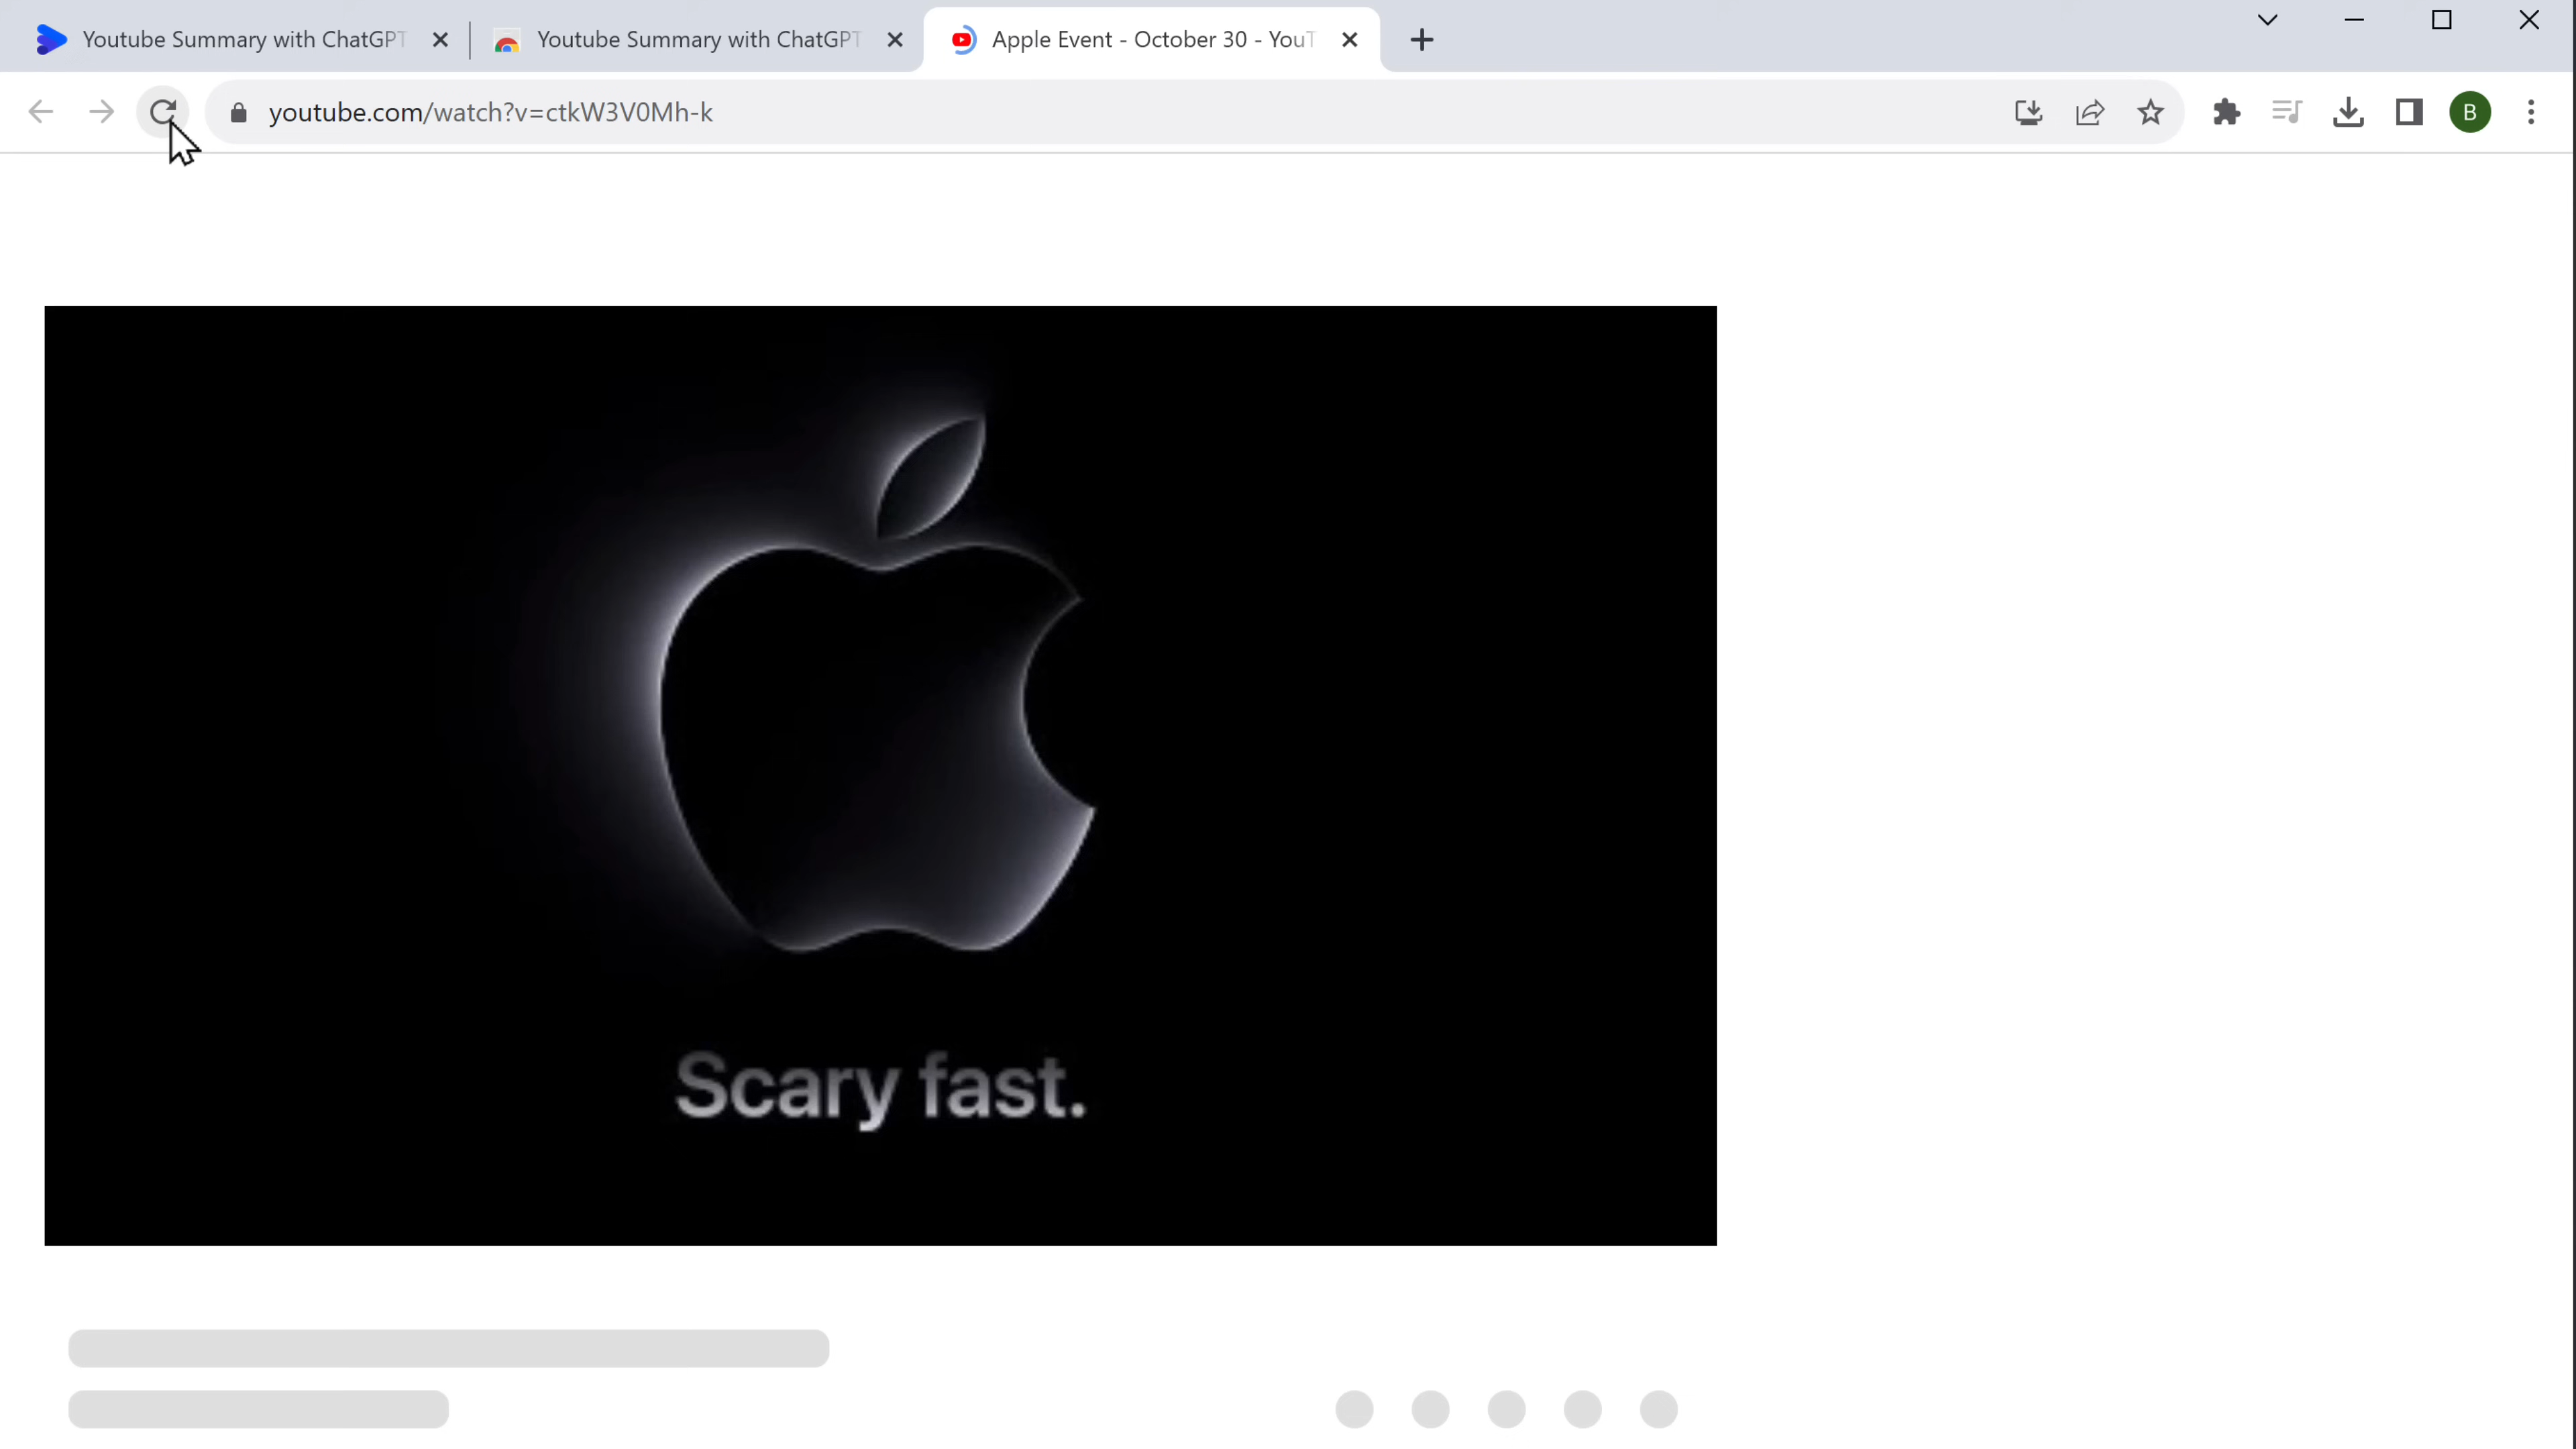 Youtube Summary with ChatGPT
Youtube Summary with ChatGPT
Apple Event - October 30 - YouT
youtube.com/watch?v=ctkW3V0Mh-k
B
Scary fast.